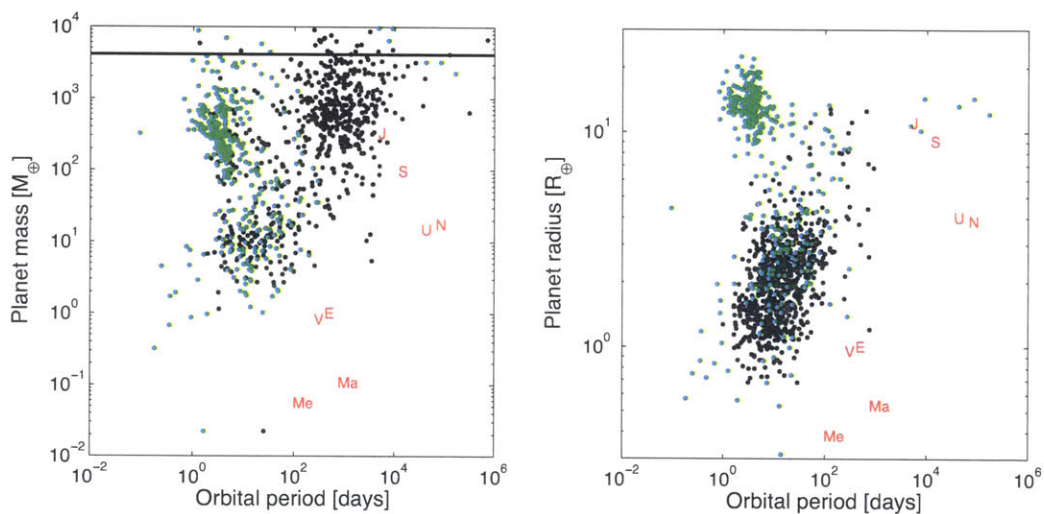 10^4
10^3
10^2
10^1
10^0
10^-1
10^-2
Planet mass [M⊕]
J
S
U N
V E
Ma
Me
10^-2
10^0
10^2
10^4
10^6
Orbital period [days]
10^1
10^0
Planet radius [R⊕]
J
S
U N
V E
Ma
Me
10^-2
10^0
10^2
10^4
10^6
Orbital period [days]